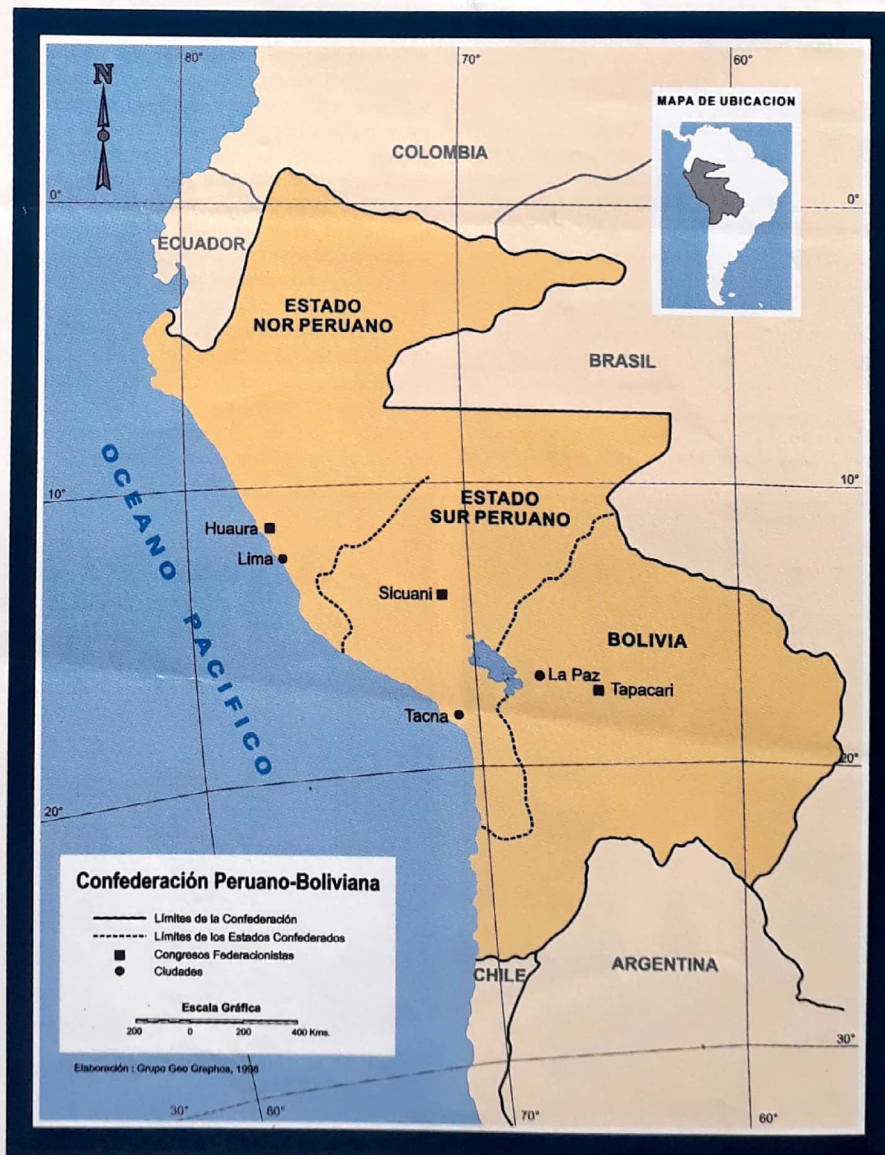 80°
70°
60°
N
MAPA DE UBICACION
COLOMBIA
0°
0°
ECUADOR
ESTADO
NOR PERUANO
BRASIL
OCEANO PACIFICO
10°
10°
ESTADO
SUR PERUANO
Huaura
Lima
Sicuani
BOLIVIA
La Paz
Tapacari
Tacna
20°
20°
Confederación Peruano-Boliviana
Límites de la Confederación
Límites de los Estados Confederados
Congresos Federacionistas
Ciudades
Escala Gráfica
200 0 200 400 Kms.
CHILE
ARGENTINA
30°
Elaboración : Grupo Geo Graphos, 1998
30°
80°
70°
60°